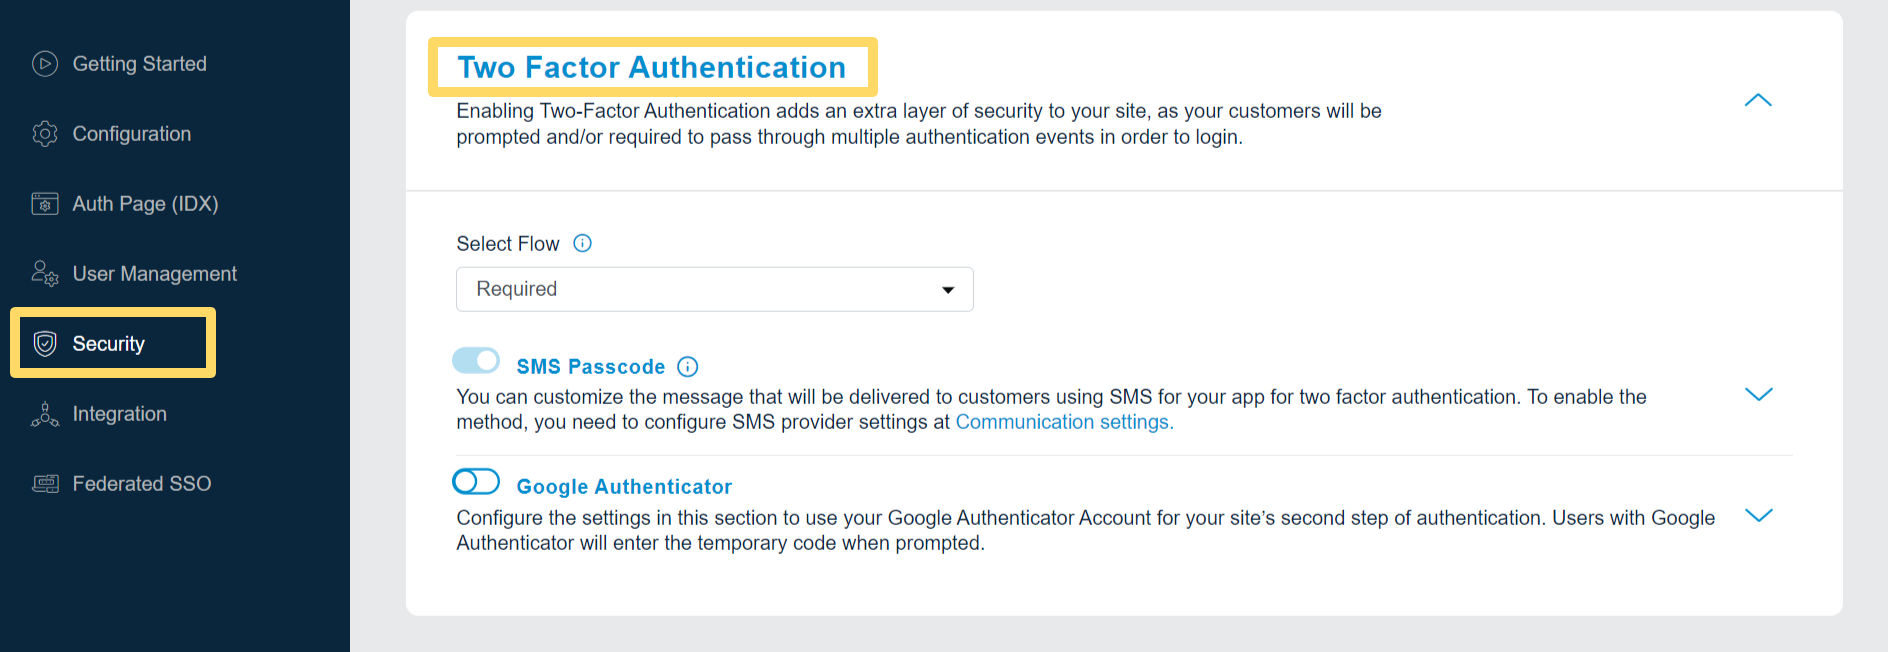 Getting Started
Configuration
Auth Page (IDX)
User Management
Security
Integration
Federated SSO
Two Factor Authentication
Enabling Two-Factor Authentication adds an extra layer of security to your site, as your customers will be
prompted and/or required to pass through multiple authentication events in order to login.
Select Flow
Required
SMS Passcode
You can customize the message that will be delivered to customers using SMS for your app for two factor authentication. To enable the
method, you need to configure SMS provider settings at Communication settings.
Google Authenticator
Configure the settings in this section to use your Google Authenticator Account for your site’s second step of authentication. Users with Google
Authenticator will enter the temporary code when prompted.